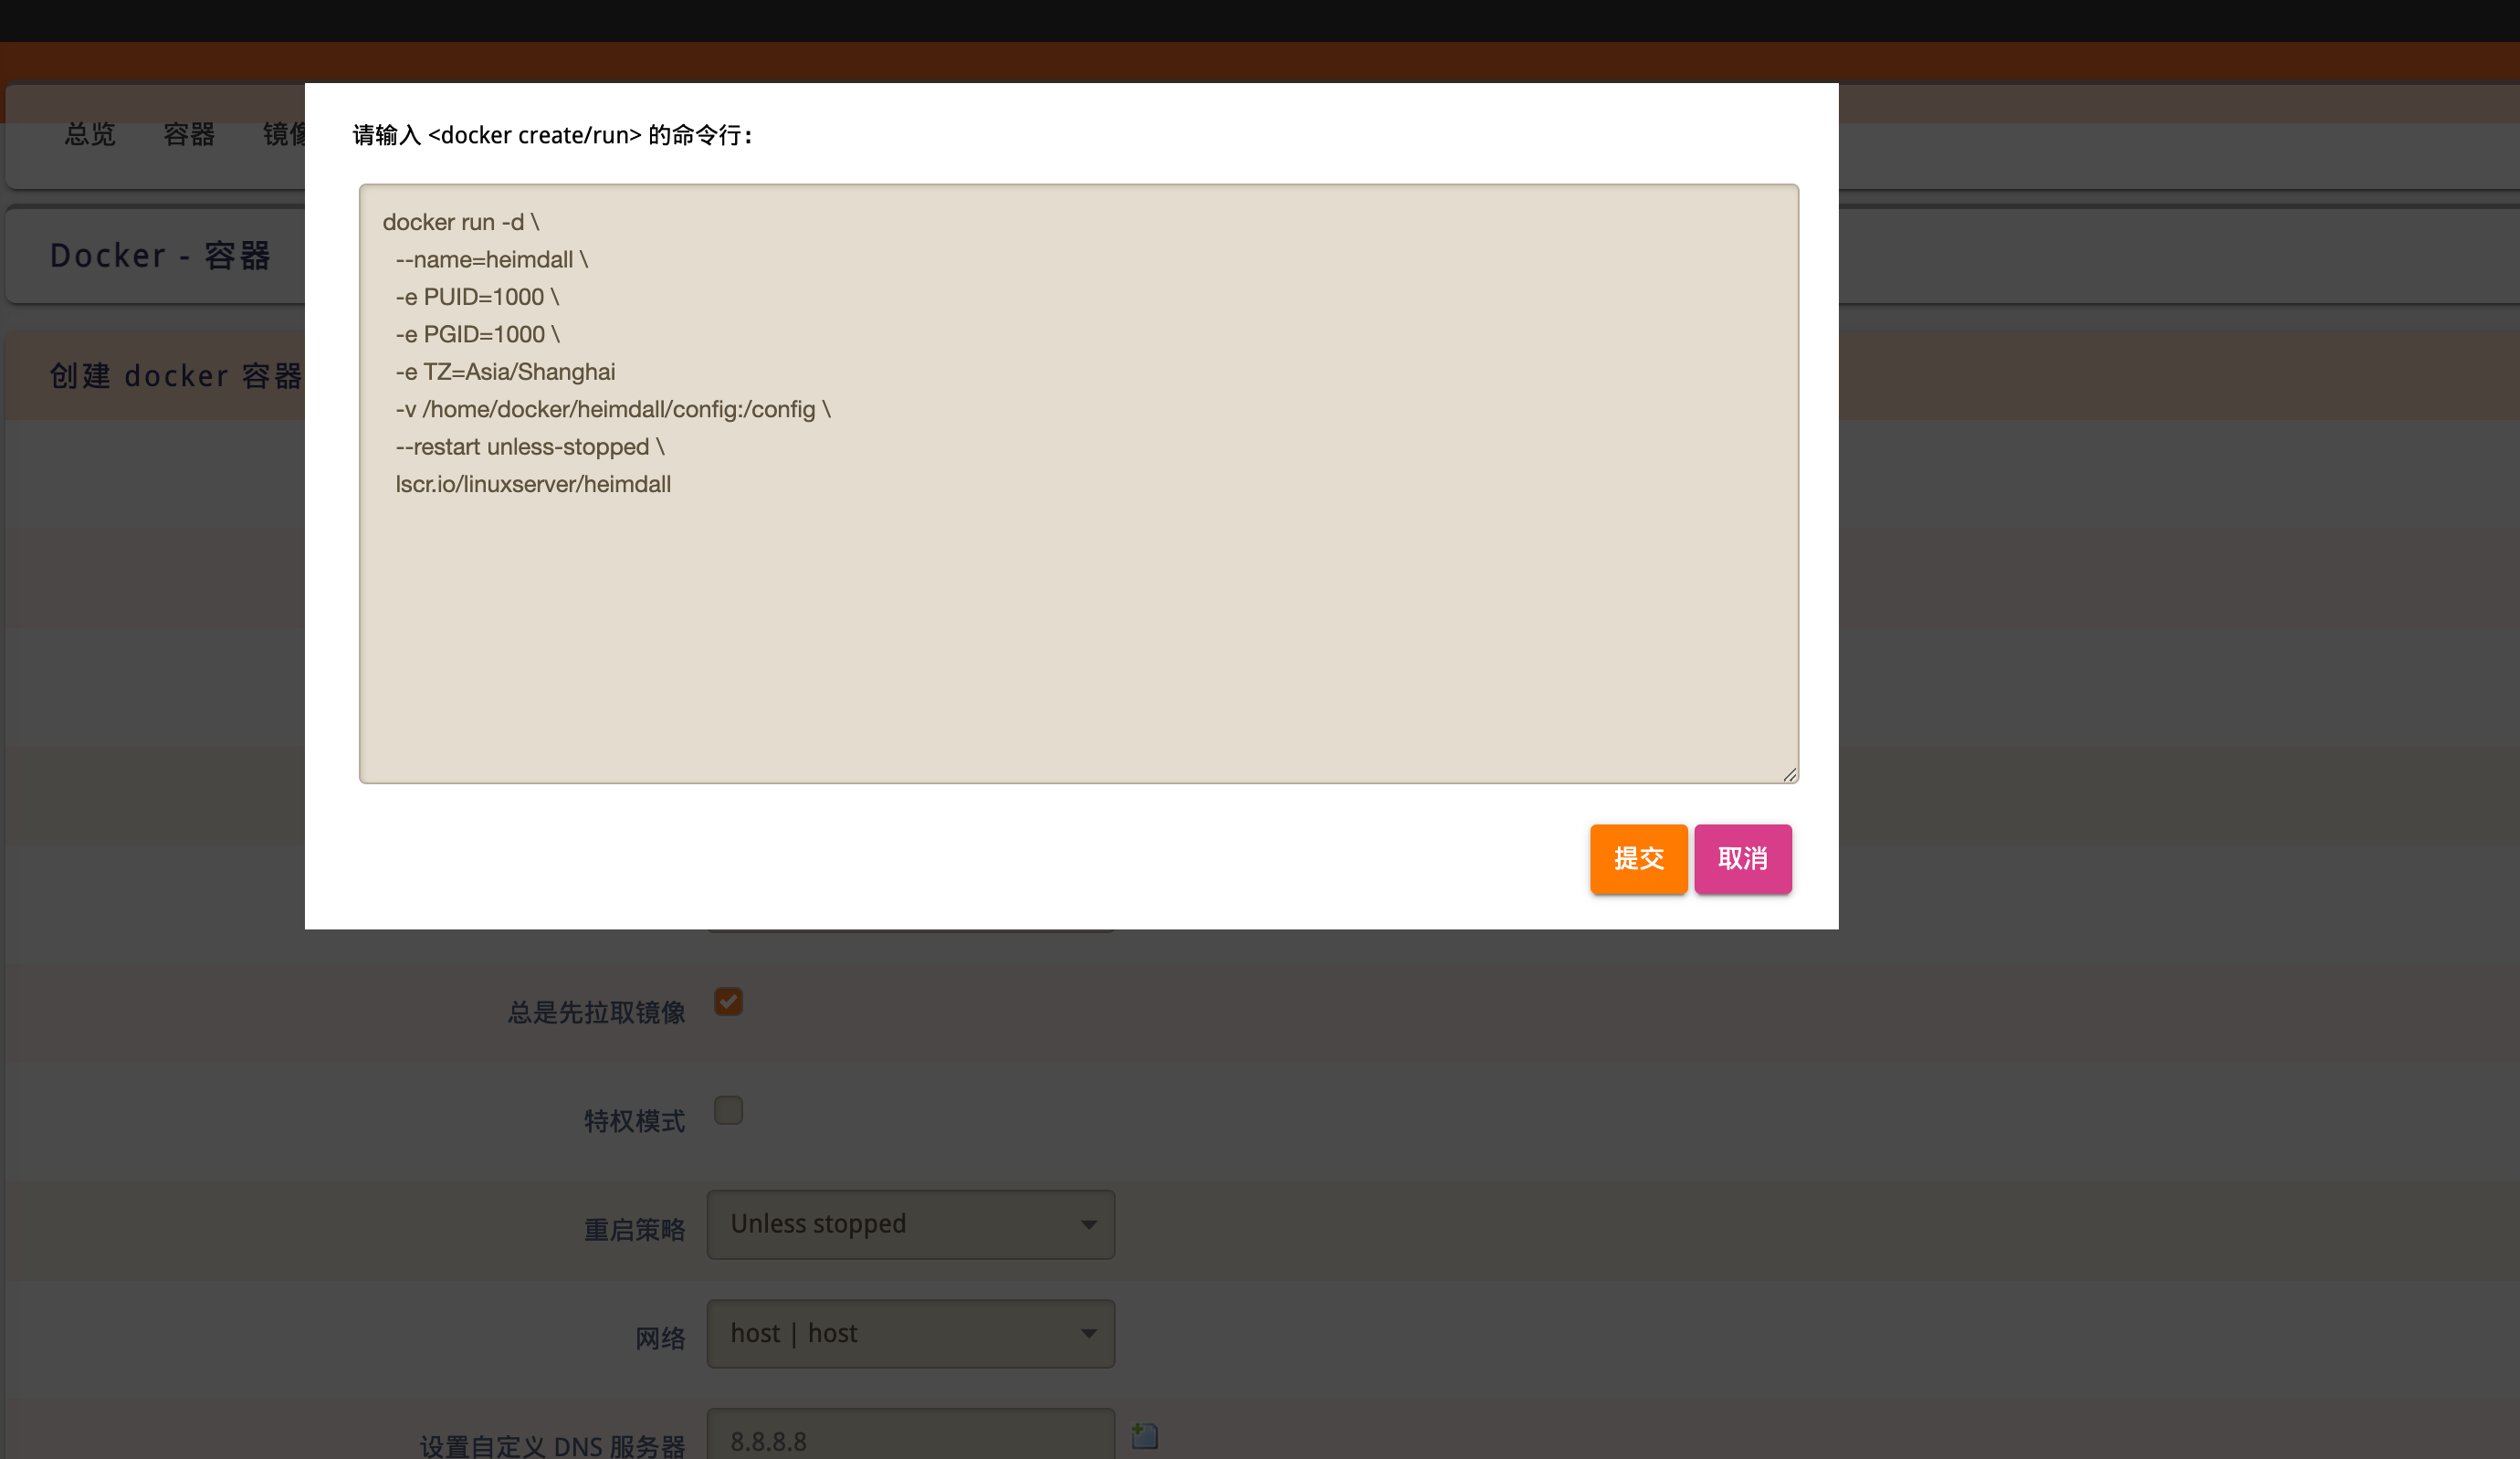 总览 容器 镜像
请输入 <docker create/run> 的命令行：
docker run -d \
--name=heimdall \
-e PUID=1000 \
-e PGID=1000 \
-e TZ=Asia/Shanghai
-v /home/docker/heimdall/config:/config \
--restart unless-stopped \
lscr.io/linuxserver/heimdall
提交 取消
Docker - 容器
创建 docker 容器
总是先拉取镜像
特权模式
重启策略 Unless stopped
网络 host | host
设置自定义 DNS 服务器 8.8.8.8